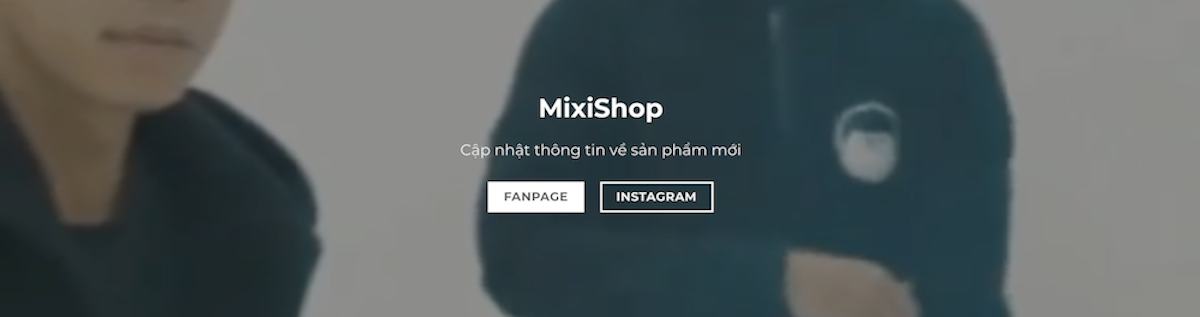 MixiShop
Cập nhật thông tin về sản phẩm mới
FANPAGE
INSTAGRAM